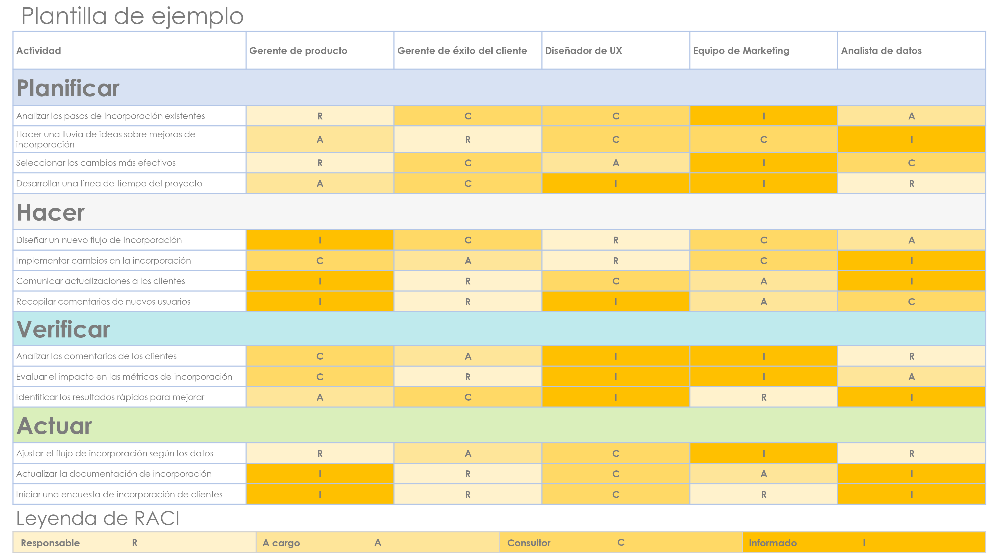 Plantilla de ejemplo
Actividad Gerente de producto Gerente de éxito del cliente Diseñador de UX Equipo de Marketing Analista de datos
Planificar
Analizar los pasos de incorporación existentes R C C I A
Hacer una lluvia de ideas sobre mejoras de
incorporación A R C C I
Seleccionar los cambios más efectivos R C A I C
Desarrollar una línea de tiempo del proyecto A C I I R
Hacer
Diseñar un nuevo flujo de incorporación I C R C A
Implementar cambios en la incorporación C A R C I
Comunicar actualizaciones a los clientes I R C A I
Recopilar comentarios de nuevos usuarios I R I A C
Verificar
Analizar los comentarios de los clientes C A I I R
Evaluar el impacto en las métricas de incorporación C R I I A
Identificar los resultados rápidos para mejorar A C I R I
Actuar
Ajustar el flujo de incorporación según los datos R A C I R
Actualizar la documentación de incorporación I R C A I
Iniciar una encuesta de incorporación de clientes I R C R I
Leyenda de RACI
Responsable R A cargo A Consultor C Informado I